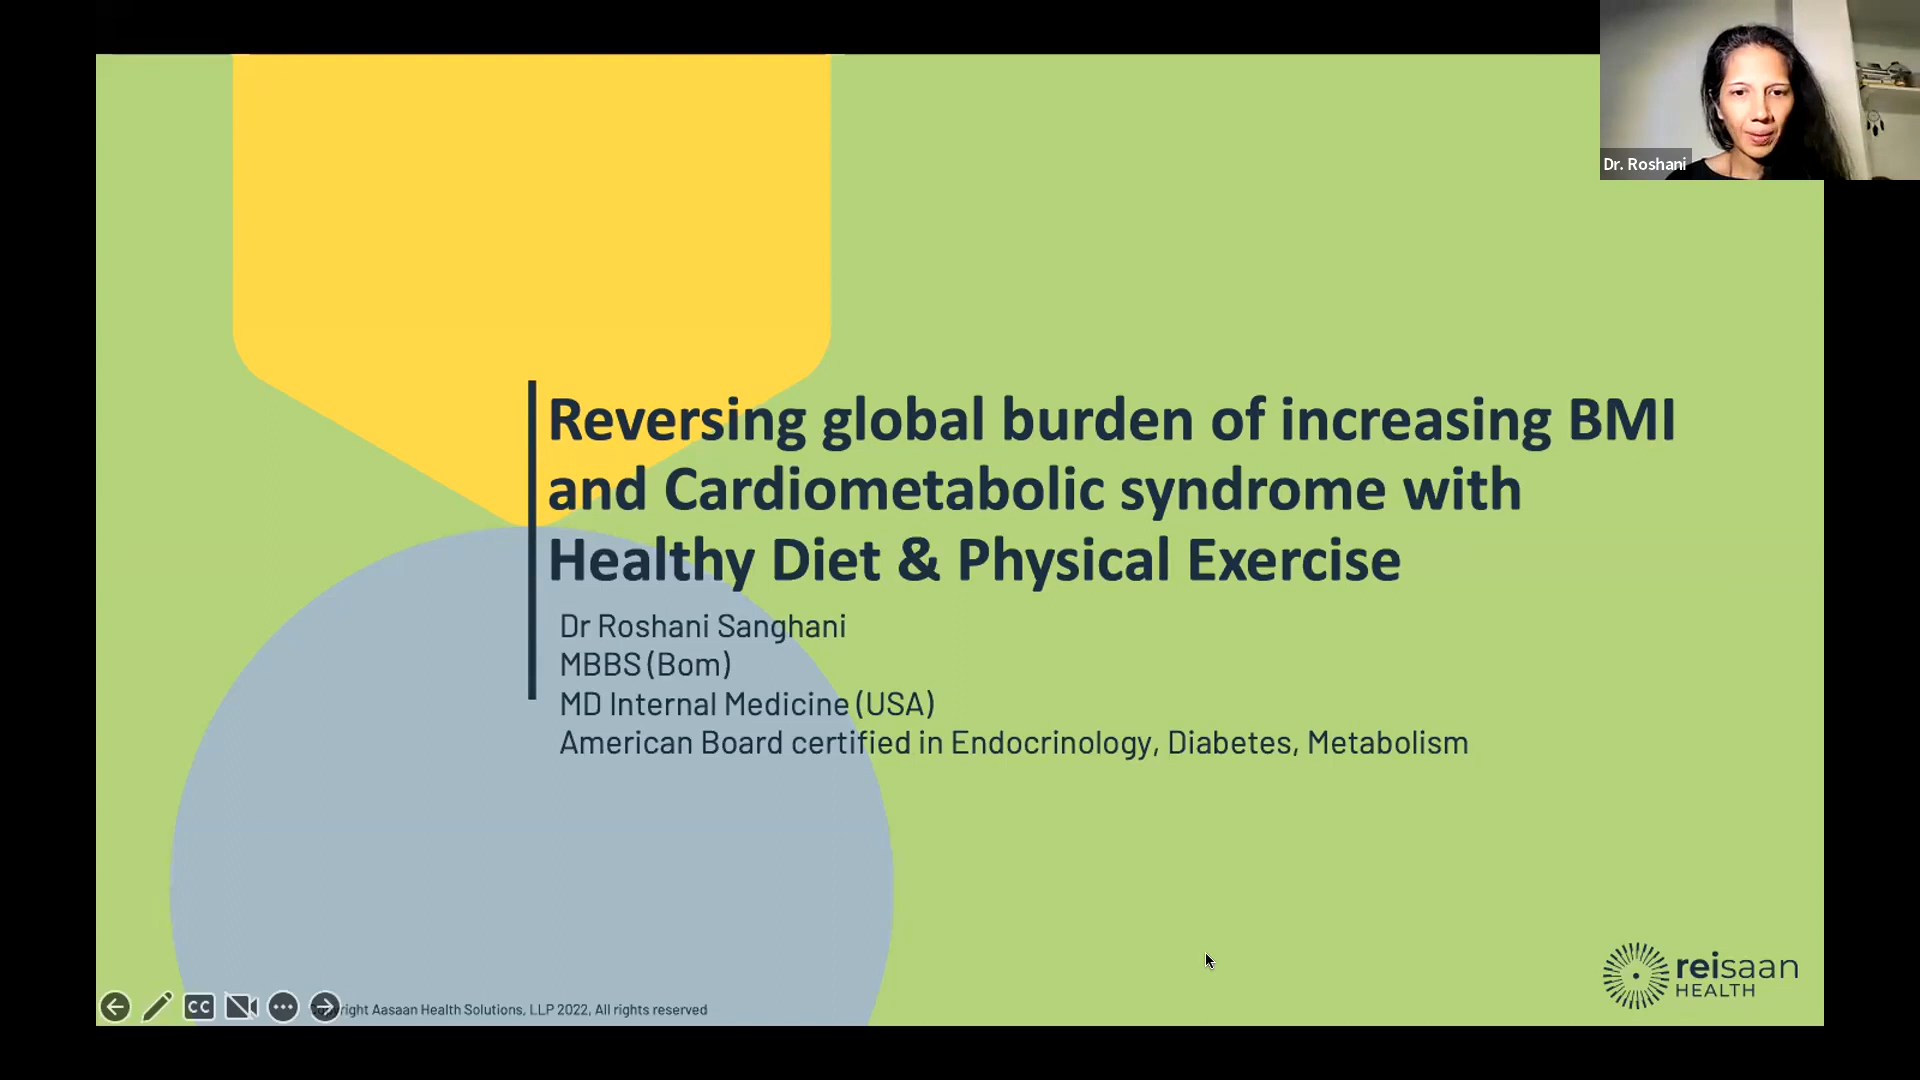 Dr. Roshani
Reversing global burden of increasing BMI
and Cardiometabolic syndrome with
Healthy Diet & Physical Exercise
Dr Roshani Sanghani
MBBS (Bom)
MD Internal Medicine (USA)
American Board certified in Endocrinology, Diabetes, Metabolism
reisaan
HEALTH
CC
Aasaan Health Solutions, LLP 2022, All rights reserved